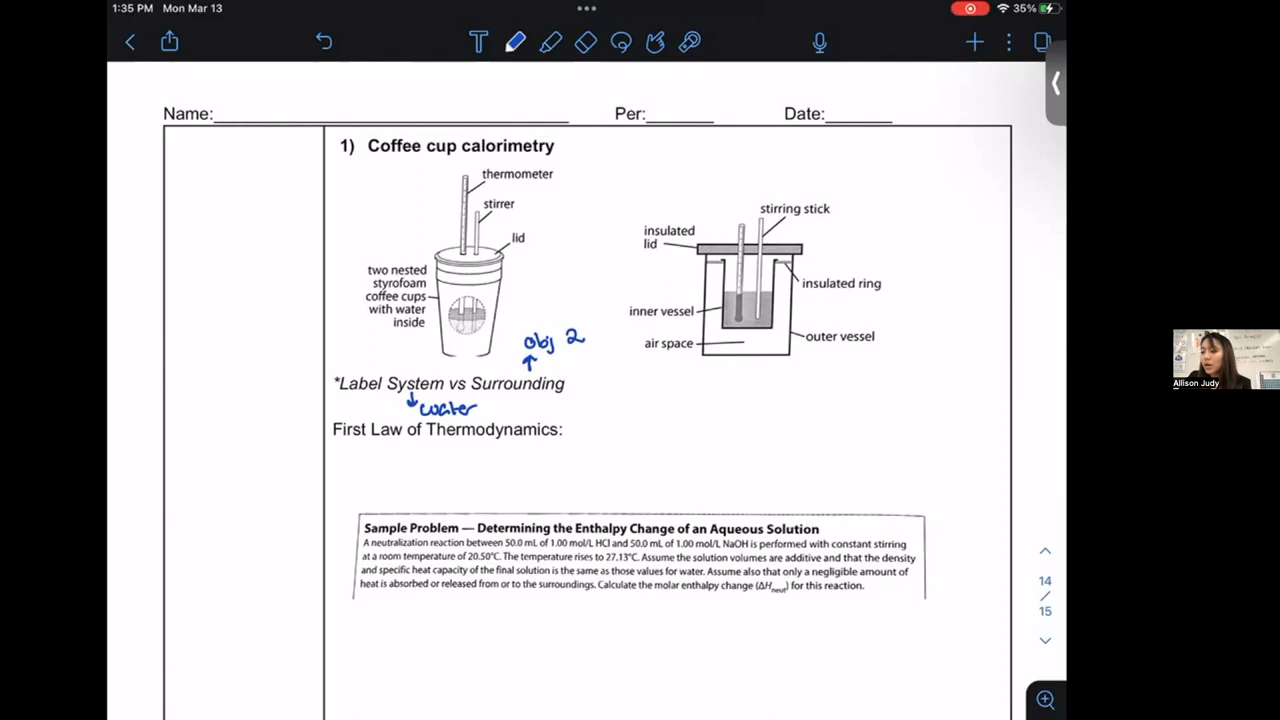 1:35 PM Mon Mar 13
35%
Name:
Per:
Date:
1) Coffee cup calorimetry
thermometer
stirrer
lid
two nested
styrofoam
coffee cups
with water
inside
stirring stick
insulated
lid
insulated ring
inner vessel
outer vessel
air space
obj 2
*Label System vs Surrounding
water
First Law of Thermodynamics:
Sample Problem — Determining the Enthalpy Change of an Aqueous Solution
A neutralization reaction between 50.0 mL of 1.00 mol/L HCl and 50.0 mL of 1.00 mol/L NaOH is performed with constant stirring
at a room temperature of 20.50°C. The temperature rises to 27.13°C. Assume the solution volumes are additive and that the density
and specific heat capacity of the final solution is the same as those values for water. Assume also that only a negligible amount of
heat is absorbed or released from or to the surroundings. Calculate the molar enthalpy change (ΔHneut) for this reaction.
14
/
15
Allison Judy